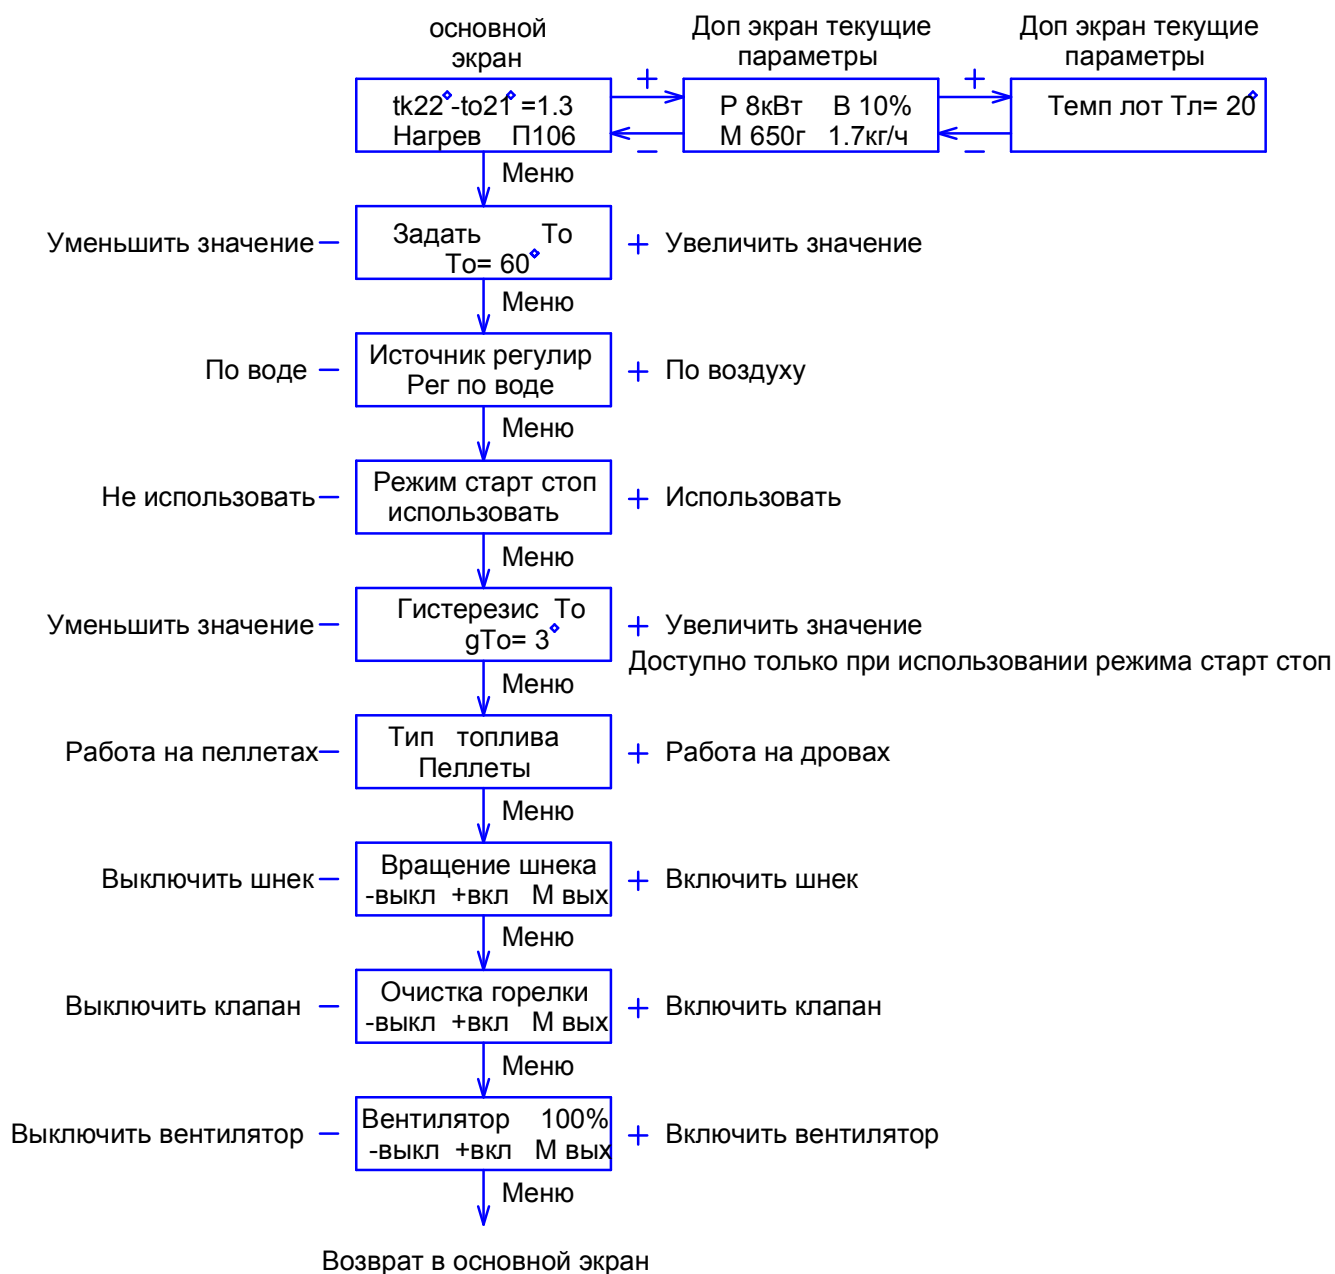 основной
экран
Доп экран текущие
параметры
Доп экран текущие
параметры
tk22°-to21°=1.3
Нагрев П106
+
−
Р 8кВт В 10%
М 650г 1.7кг/ч
+
−
Темп лот Тл= 20°
Меню
Уменьшить значение −
Задать То
То= 60°
+ Увеличить значение
Меню
По воде −
Источник регулир
Рег по воде
+ По воздуху
Меню
Не использовать −
Режим старт стоп
использовать
+ Использовать
Меню
Уменьшить значение −
Гистерезис То
gТо= 3°
+ Увеличить значение
Доступно только при использовании режима старт стоп
Меню
Работа на пеллетах −
Тип топлива
Пеллеты
+ Работа на дровах
Меню
Выключить шнек −
Вращение шнека
-выкл +вкл М вых
+ Включить шнек
Меню
Выключить клапан −
Очистка горелки
-выкл +вкл М вых
+ Включить клапан
Меню
Выключить вентилятор −
Вентилятор 100%
-выкл +вкл М вых
+ Включить вентилятор
Меню
Возврат в основной экран